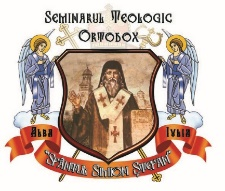 SEMINARUL TEOLOGIC
ORTODOX
ALBA IULIA
"SFÂNTUL SIMION ȘTEFAN"